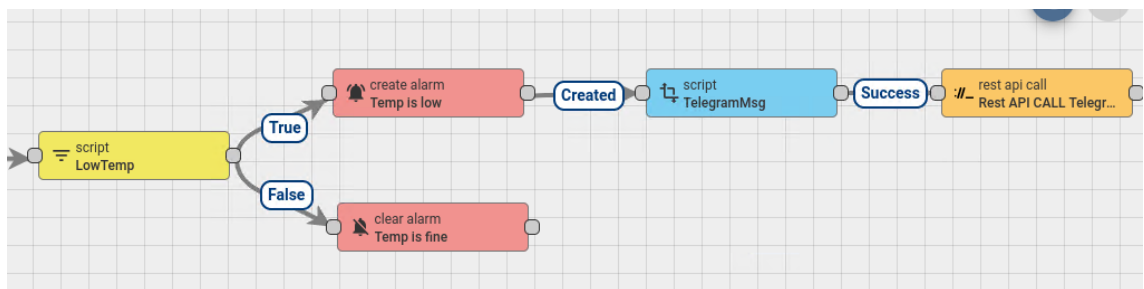 create alarm
Temp is low
Created
script
TelegramMsg
Success
rest api call
Rest API CALL Telegr...
True
script
LowTemp
False
clear alarm
Temp is fine